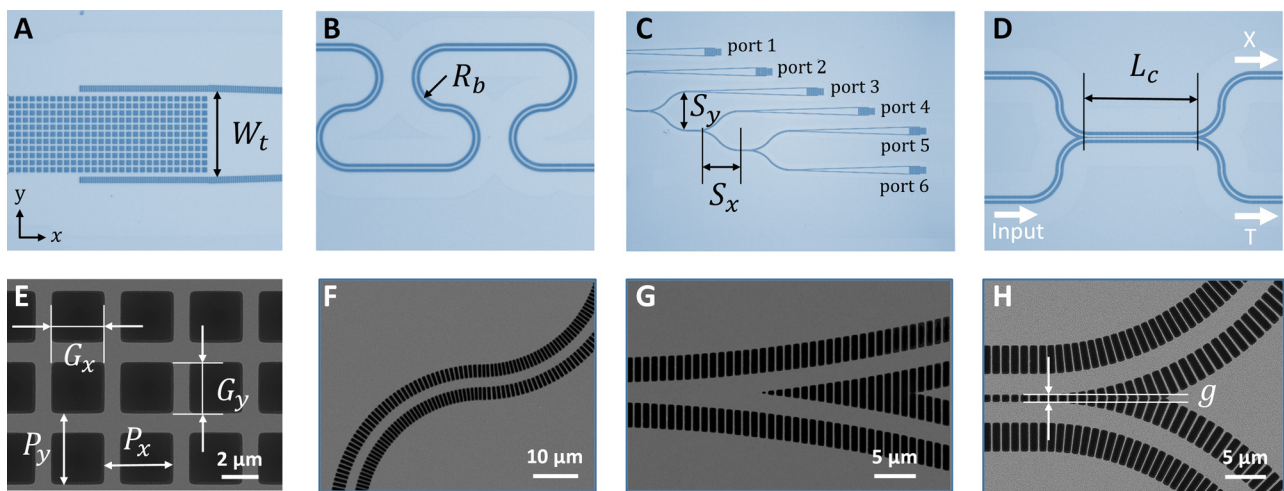 A
W_t
y
x
B
R_b
C
port 1
port 2
port 3
port 4
port 5
port 6
S_y
S_x
D
X
L_c
Input
T
E
G_x
G_y
P_y
P_x
2 μm
F
10 μm
G
5 μm
H
g
5 μm